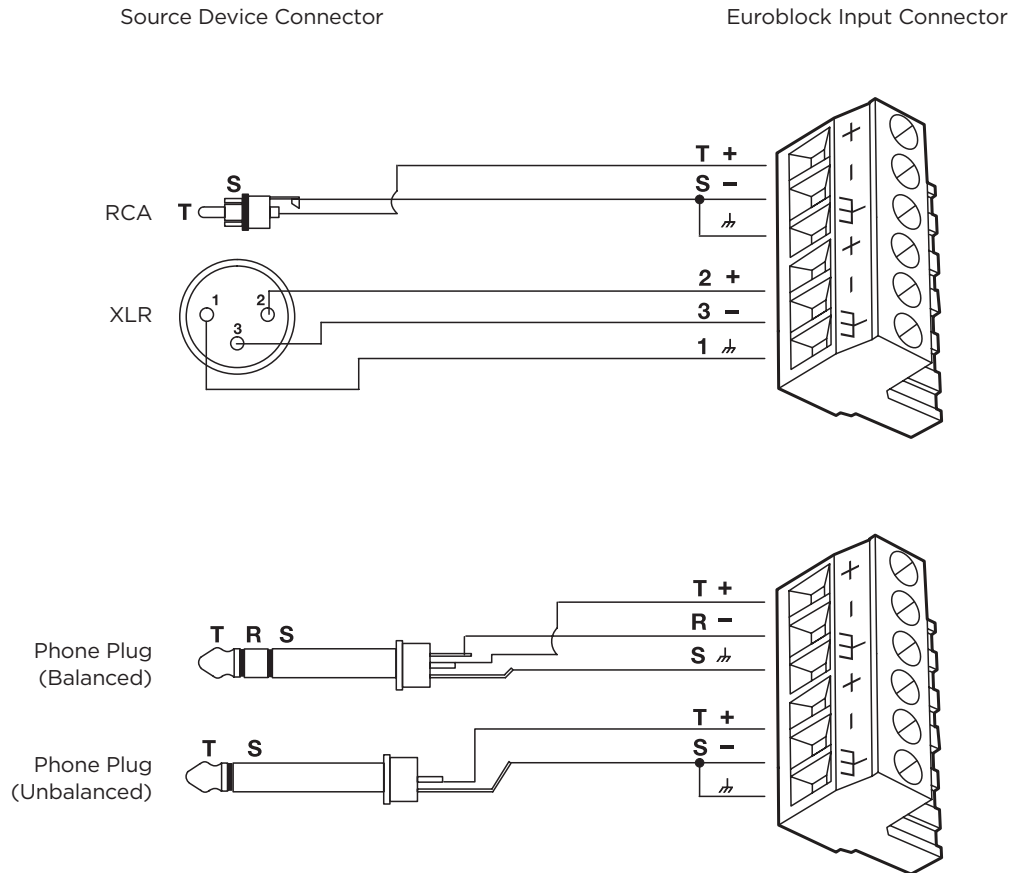 Source Device Connector
Euroblock Input Connector
T +
S
S –
RCA
T
+
–
+
–
2 +
XLR
1
2
3 –
3
1
T +
R –
T R S
S
Phone Plug
(Balanced)
+
–
+
–
T +
T S
S –
Phone Plug
(Unbalanced)